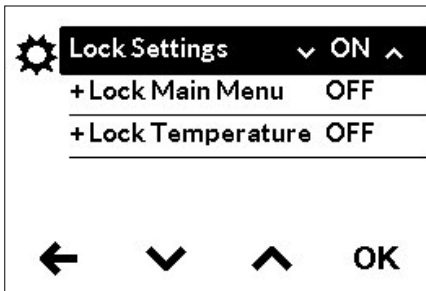 Lock Settings ON
+Lock Main Menu OFF
+Lock Temperature OFF
OK